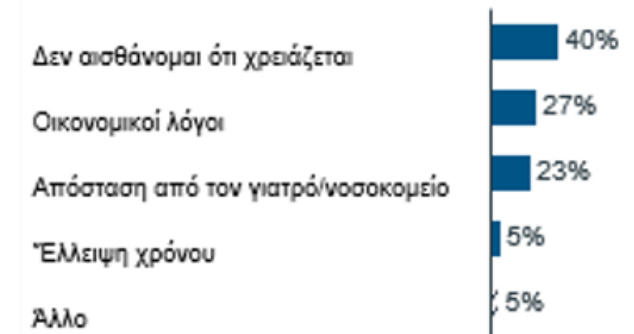 Δεν αισθάνομαι ότι χρειάζεται 40%
Οικονομικοί λόγοι 27%
Απόσταση από τον γιατρό/νοσοκομείο 23%
Έλλειψη χρόνου 5%
Άλλο 5%